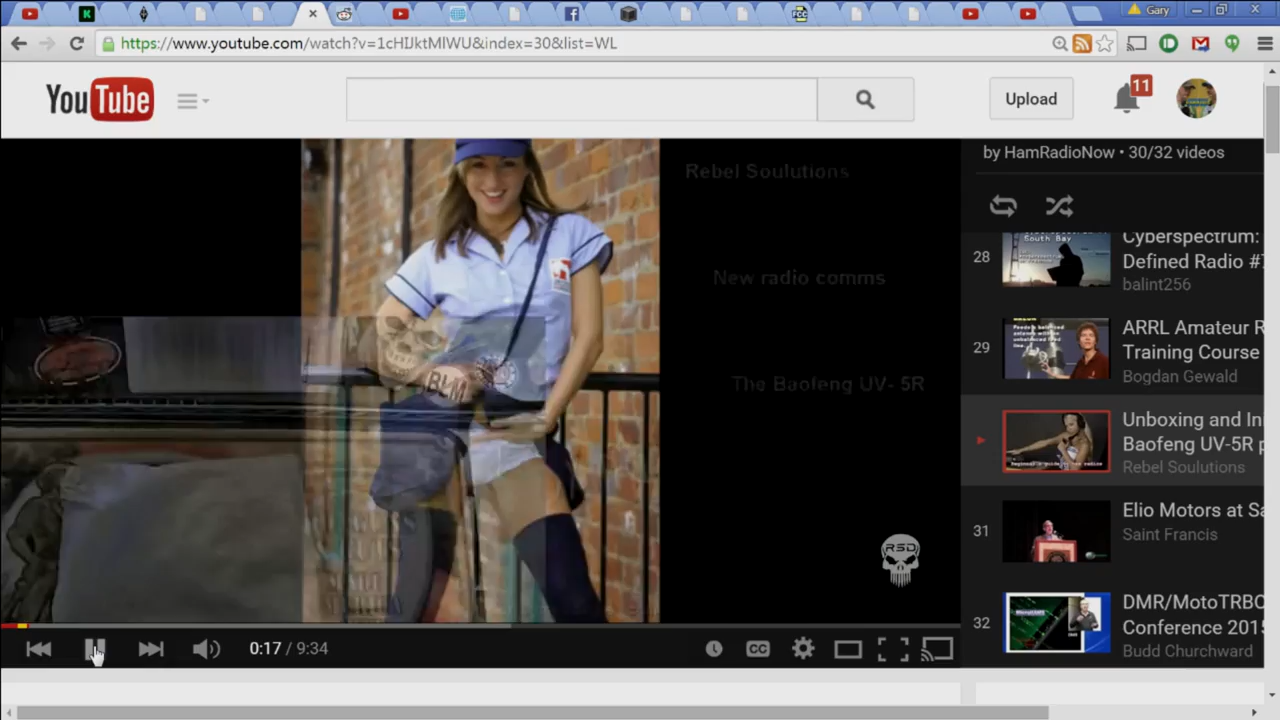 Gary
https://www.youtube.com/watch?v=1cHIJktMlWU&index=30&list=WL
YouTube
Upload
11
by HamRadioNow • 30/32 videos
Rebel Soulutions
New radio comms
The Baofeng UV- 5R
RSD
28
Cyberspectrum:
Defined Radio #
balint256
29
ARRL Amateur R
Training Course
Bogdan Gewald
Unboxing and In
Baofeng UV-5R p
Rebel Soulutions
31
Elio Motors at Sa
Saint Francis
32
DMR/MotoTRBO
Conference 2015
Budd Churchward
0:17 / 9:34
CC